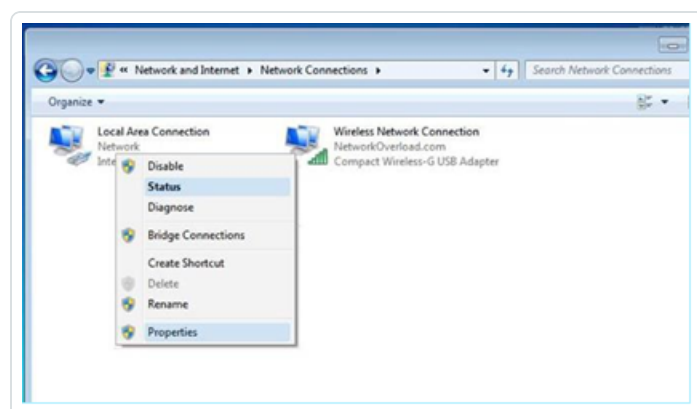 « Network and Internet ▸ Network Connections ▸
Search Network Connections
Organize ▾
Local Area Connection
Network
Inte
Wireless Network Connection
NetworkOverload.com
Compact Wireless-G USB Adapter
Disable
Status
Diagnose
Bridge Connections
Create Shortcut
Delete
Rename
Properties